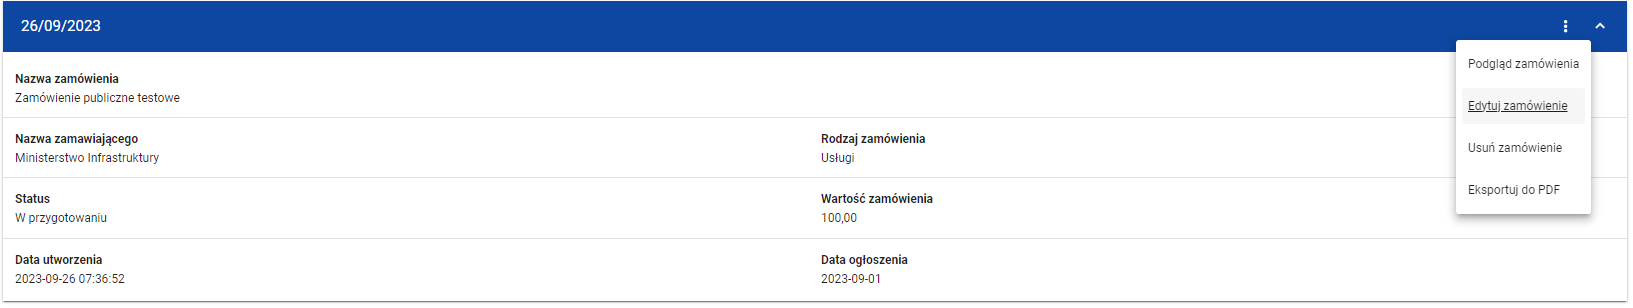 26/09/2023
Podgląd zamówienia
Edytuj zamówienie
Usuń zamówienie
Eksportuj do PDF
Nazwa zamówienia
Zamówienie publiczne testowe
Nazwa zamawiającego
Ministerstwo Infrastruktury
Rodzaj zamówienia
Usługi
Status
W przygotowaniu
Wartość zamówienia
100,00
Data utworzenia
2023-09-26 07:36:52
Data ogłoszenia
2023-09-01